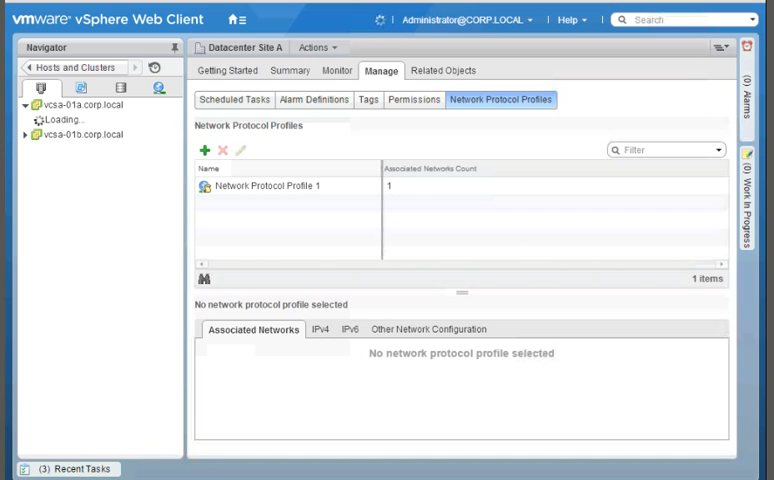 vmware® vSphere Web Client
Administrator@CORP.LOCAL
Help
Search
Navigator
Hosts and Clusters
vcsa-01a.corp.local
Loading...
vcsa-01b.corp.local
Datacenter Site A
Actions
Getting Started
Summary
Monitor
Manage
Related Objects
Scheduled Tasks
Alarm Definitions
Tags
Permissions
Network Protocol Profiles
Network Protocol Profiles
Filter
Name
Associated Networks Count
Network Protocol Profile 1
1
1 items
No network protocol profile selected
Associated Networks
IPv4
IPv6
Other Network Configuration
No network protocol profile selected
(0) Alarms
(0) Work In Progress
(3) Recent Tasks